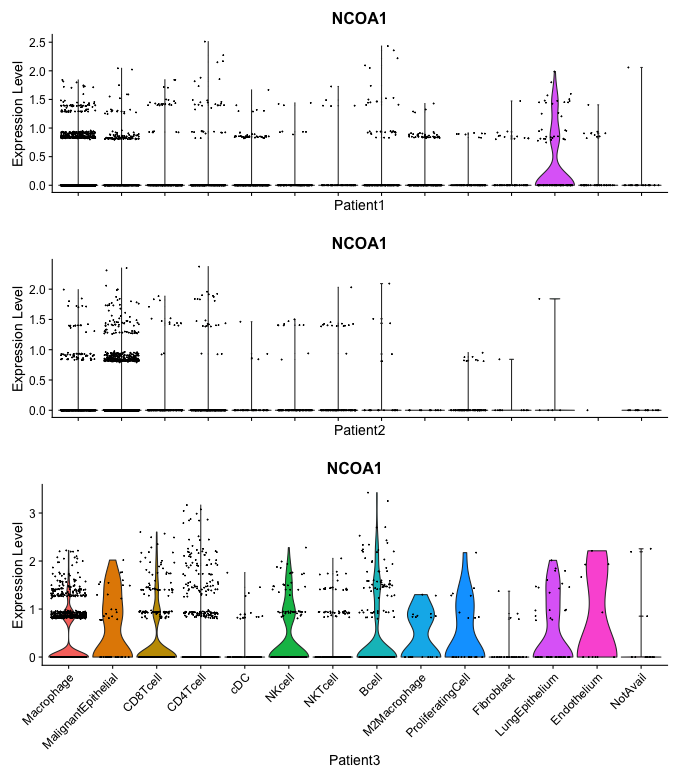 NCOA1
Expression Level
2.5
2.0
1.5
1.0
0.5
0.0
Patient1
NCOA1
Expression Level
2.0
1.5
1.0
0.5
0.0
Patient2
NCOA1
Expression Level
3
2
1
0
Macrophage
MalignantEpithelial
CD8Tcell
CD4Tcell
cDC
NKcell
NKTcell
Bcell
M2Macrophage
ProliferatingCell
Fibroblast
LungEpithelium
Endothelium
NotAvail
Patient3